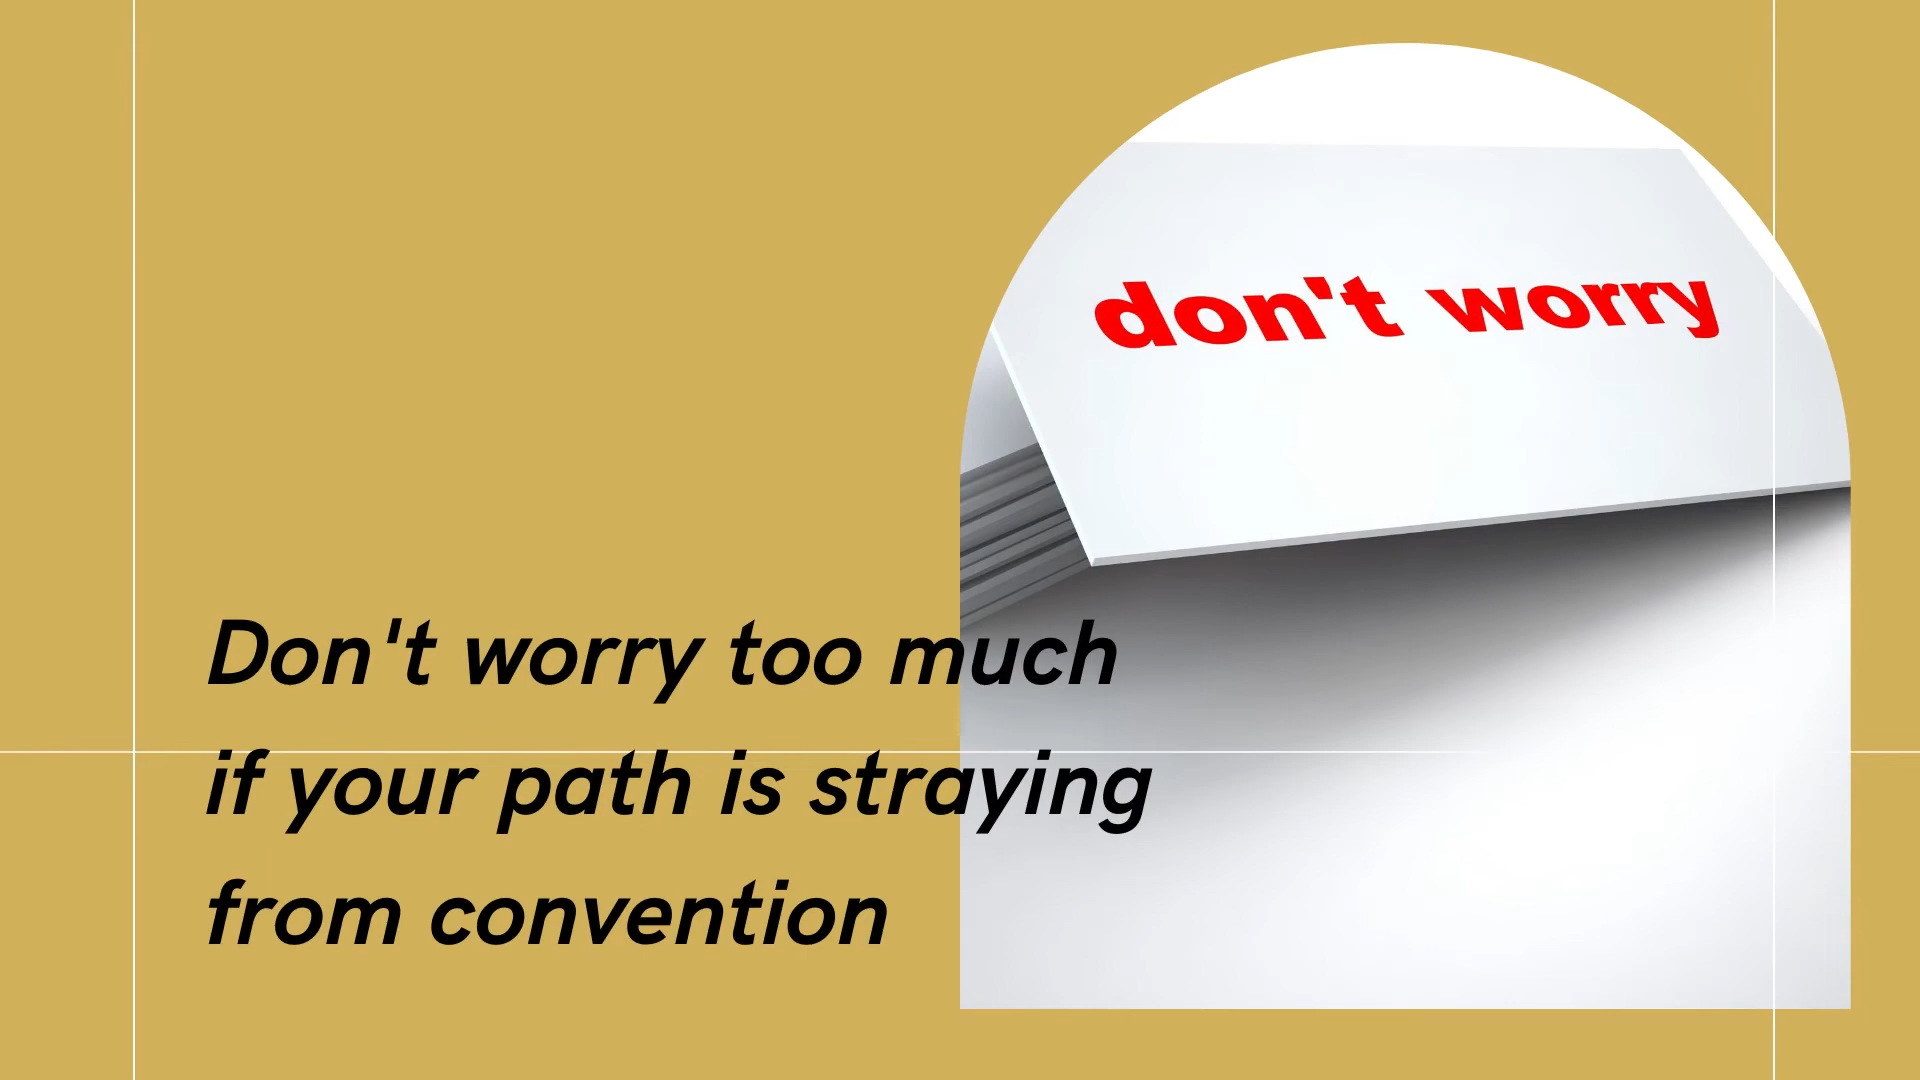 don't worry
Don't worry too much
if your path is straying
from convention